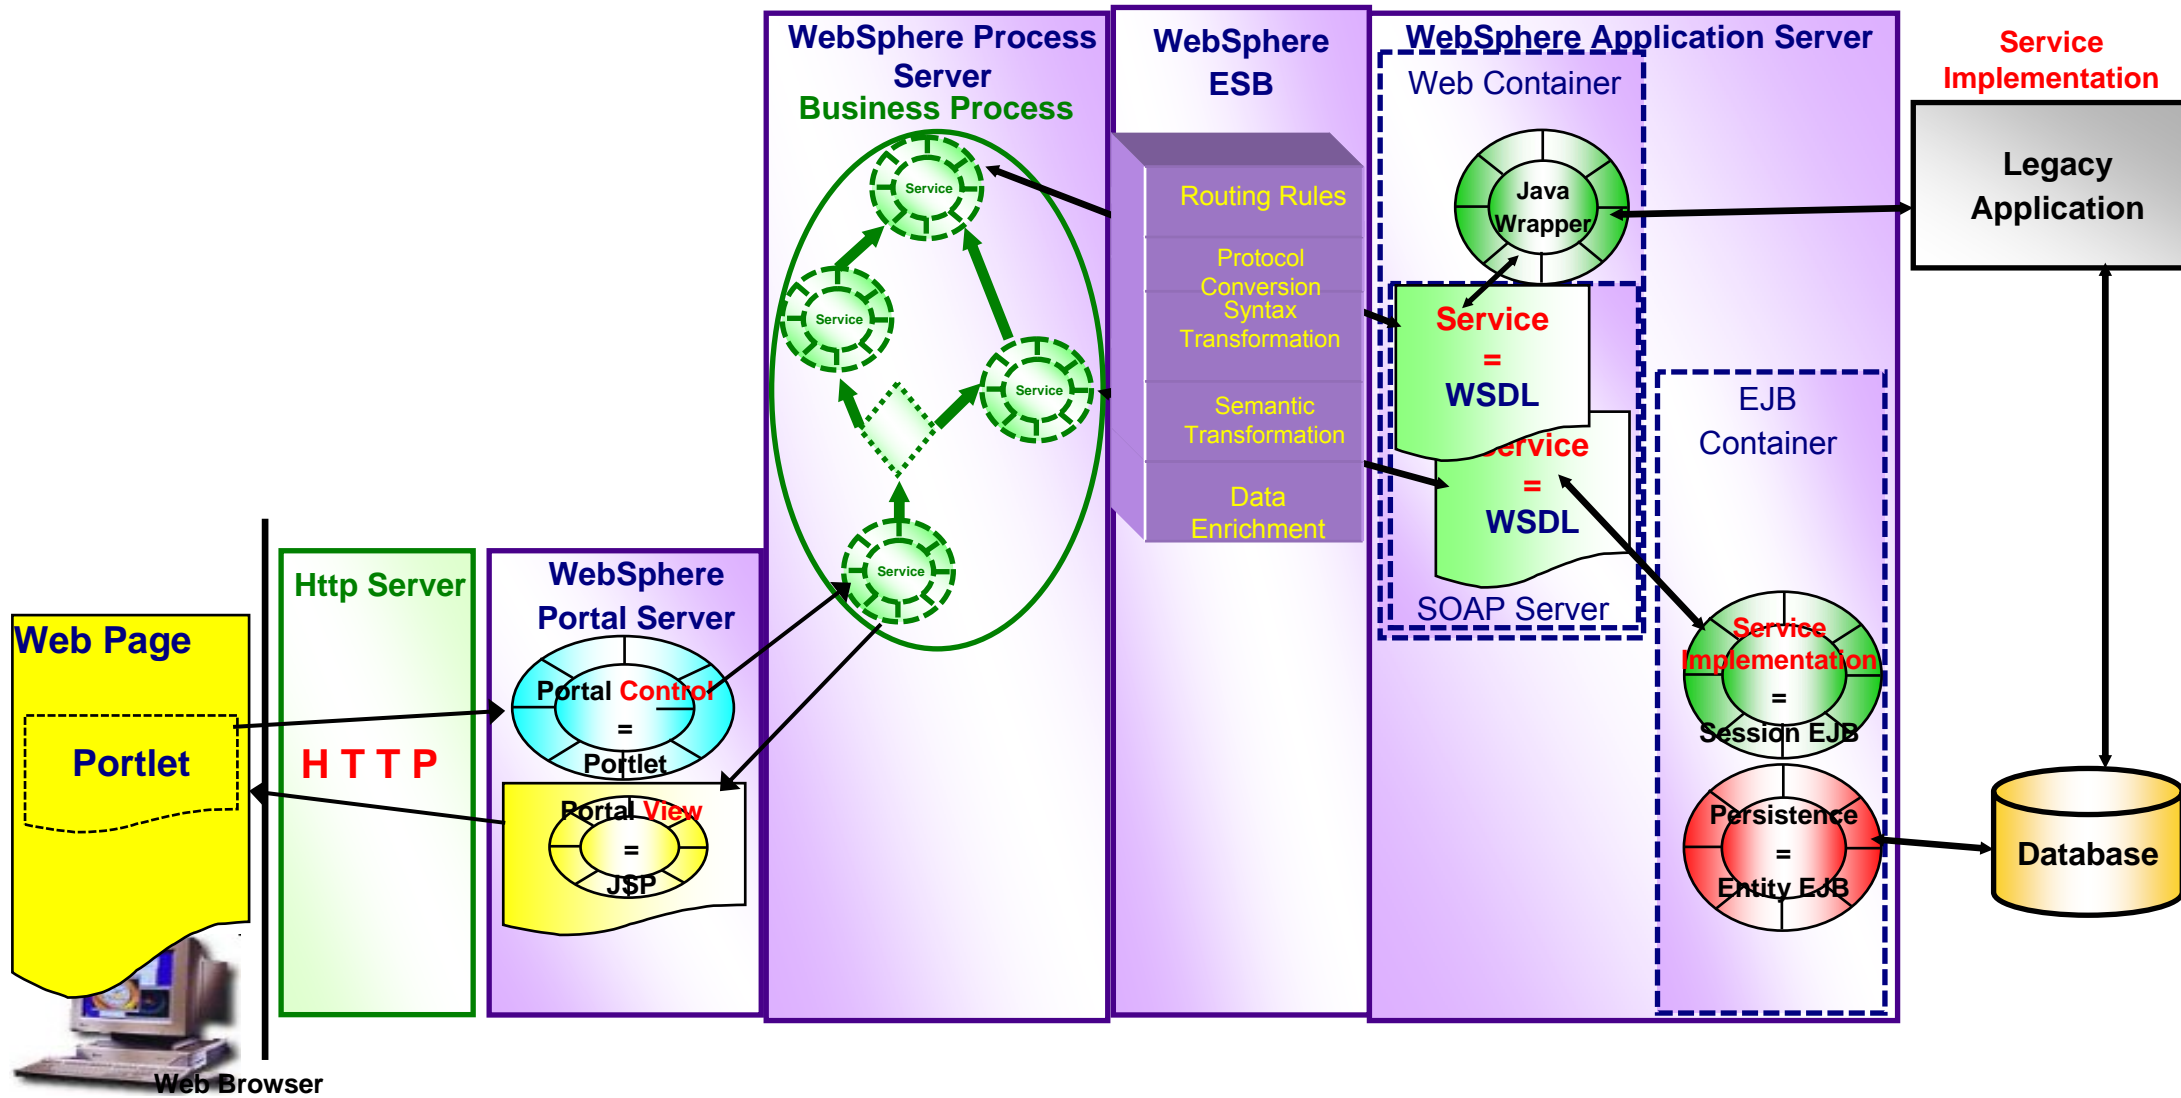 WebSphere Process
Server
Business Process
Service
Service
Service
Service
WebSphere
ESB
Routing Rules
Protocol
Conversion
Syntax
Transformation
Semantic
Transformation
Data
Enrichment
WebSphere Application Server
Web Container
Java
Wrapper
Service
=
WSDL
Service
=
WSDL
SOAP Server
EJB
Container
Service
Implementation
=
Session EJB
Persistence
=
Entity EJB
Service
Implementation
Legacy
Application
Database
Http Server
H T T P
WebSphere
Portal Server
Portal Control
=
Portlet
Portal View
=
JSP
Web Page
Portlet
Web Browser